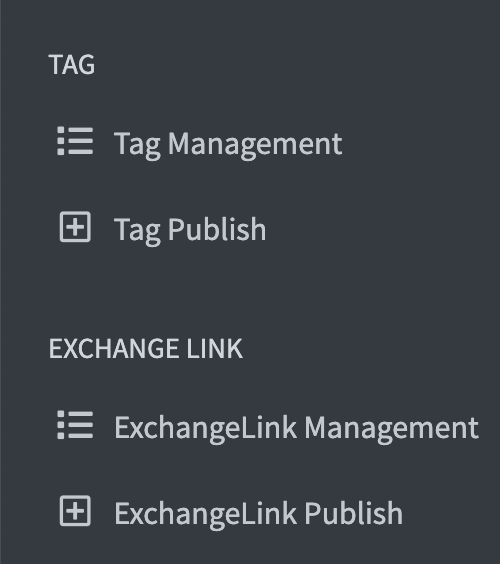 TAG
Tag Management
Tag Publish
EXCHANGE LINK
ExchangeLink Management
ExchangeLink Publish